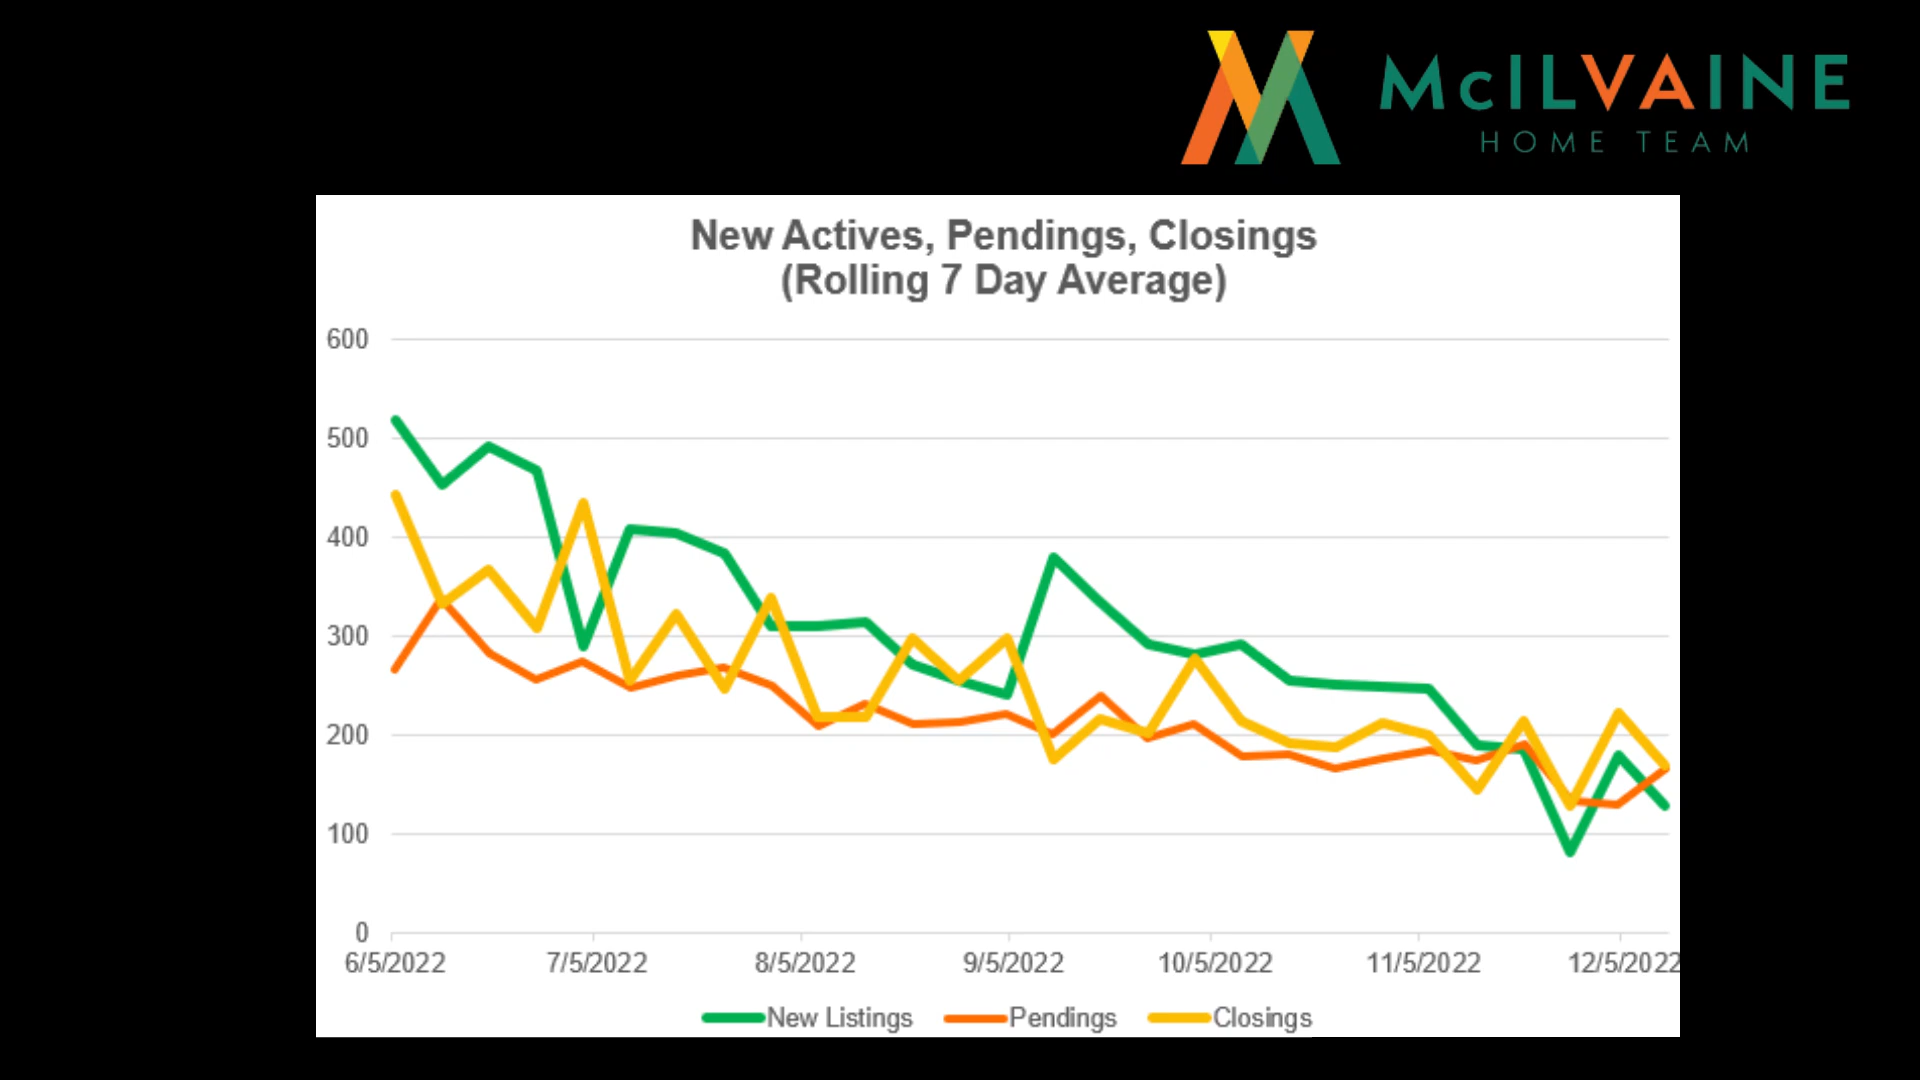 McILVAINE
HOME TEAM
New Actives, Pendings, Closings
(Rolling 7 Day Average)
600
500
400
300
200
100
0
6/5/2022 7/5/2022 8/5/2022 9/5/2022 10/5/2022 11/5/2022 12/5/2022
New Listings Pendings Closings